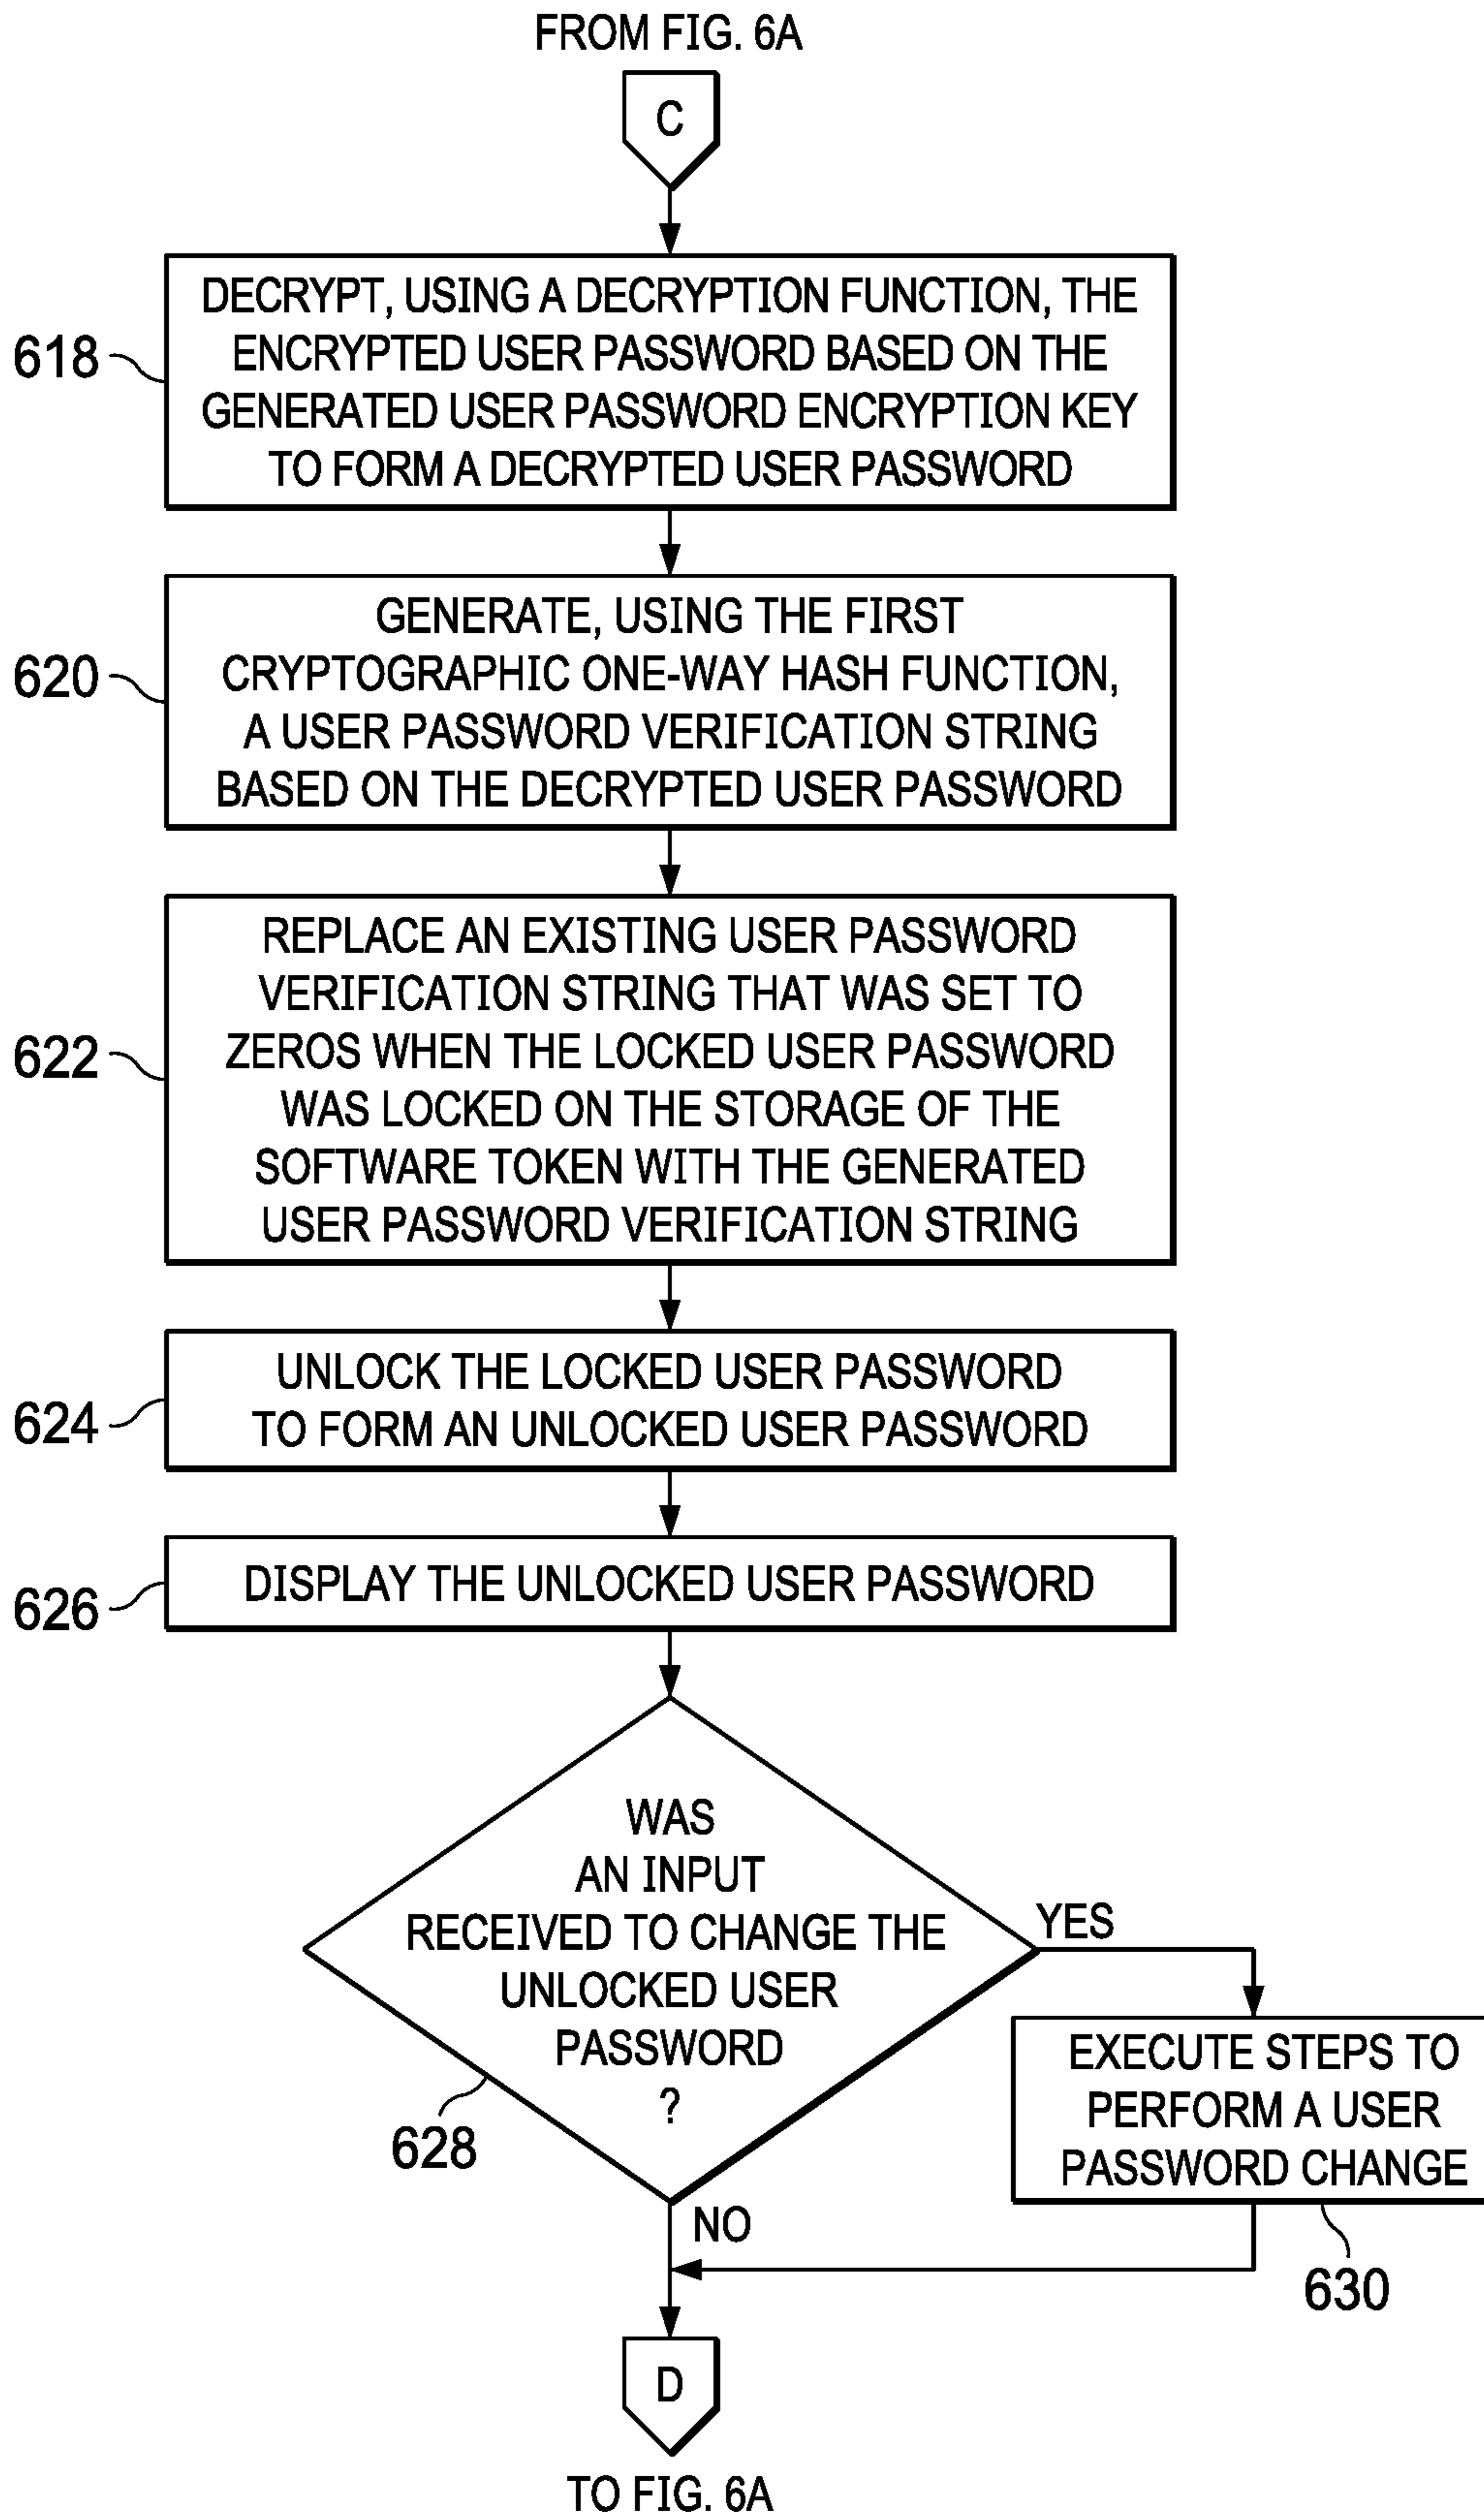 FROM FIG. 6A
C
618
DECRYPT, USING A DECRYPTION FUNCTION, THE
ENCRYPTED USER PASSWORD BASED ON THE
GENERATED USER PASSWORD ENCRYPTION KEY
TO FORM A DECRYPTED USER PASSWORD
620
GENERATE, USING THE FIRST
CRYPTOGRAPHIC ONE-WAY HASH FUNCTION,
A USER PASSWORD VERIFICATION STRING
BASED ON THE DECRYPTED USER PASSWORD
622
REPLACE AN EXISTING USER PASSWORD
VERIFICATION STRING THAT WAS SET TO
ZEROS WHEN THE LOCKED USER PASSWORD
WAS LOCKED ON THE STORAGE OF THE
SOFTWARE TOKEN WITH THE GENERATED
USER PASSWORD VERIFICATION STRING
624
UNLOCK THE LOCKED USER PASSWORD
TO FORM AN UNLOCKED USER PASSWORD
626
DISPLAY THE UNLOCKED USER PASSWORD
WAS
AN INPUT
RECEIVED TO CHANGE THE
UNLOCKED USER
PASSWORD
?
628
YES
EXECUTE STEPS TO
PERFORM A USER
PASSWORD CHANGE
630
NO
D
TO FIG. 6A